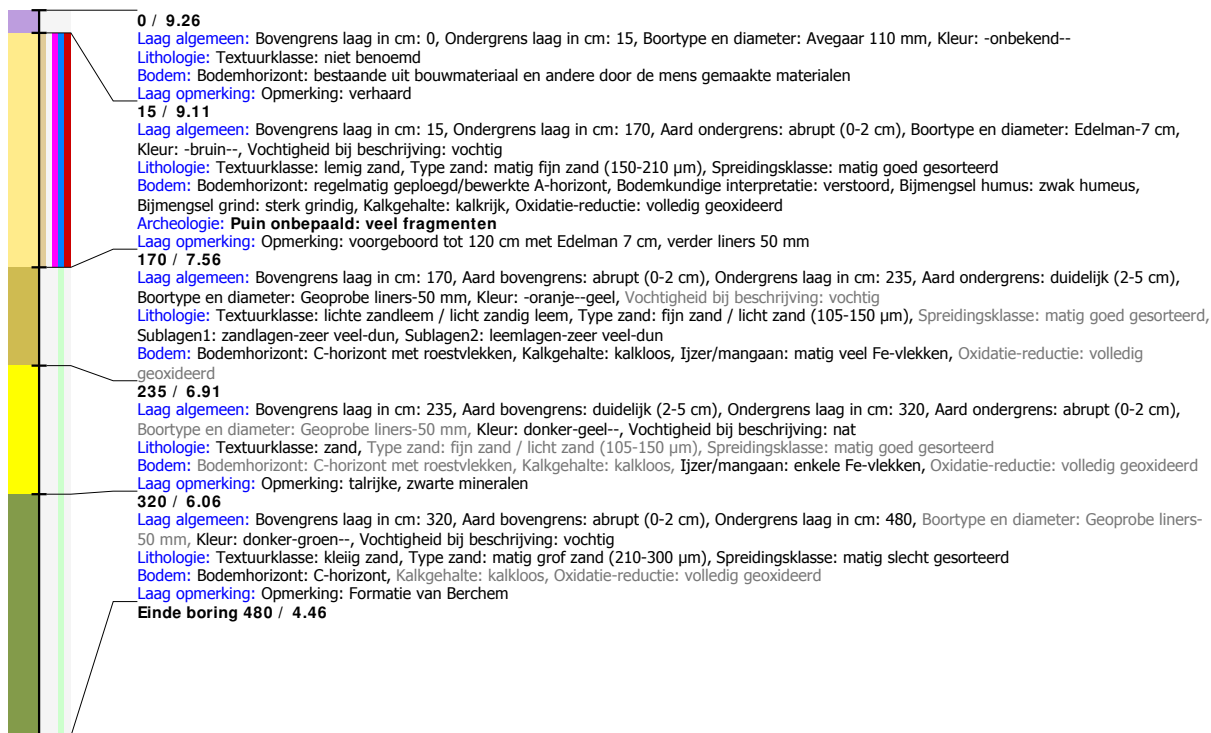 0 / 9.26
Laag algemeen: Bovengrens laag in cm: 0, Ondergrens laag in cm: 15, Boortype en diameter: Avegaar 110 mm, Kleur: -onbekend--
Lithologie: Textuurklasse: niet benoemd
Bodem: Bodemhorizont: bestaande uit bouwmateriaal en andere door de mens gemaakte materialen
Laag opmerking: Opmerking: verhaard
15 / 9.11
Laag algemeen: Bovengrens laag in cm: 15, Ondergrens laag in cm: 170, Aard ondergrens: abrupt (0-2 cm), Boortype en diameter: Edelman-7 cm,
Kleur: -bruin--, Vochtigheid bij beschrijving: vochtig
Lithologie: Textuurklasse: lemig zand, Type zand: matig fijn zand (150-210 µm), Spreidingsklasse: matig goed gesorteerd
Bodem: Bodemhorizont: regelmatig geploegd/bewerkte A-horizont, Bodemkundige interpretatie: verstoord, Bijmengsel humus: zwak humeus,
Bijmengsel grind: sterk grindig, Kalkgehalte: kalkrijk, Oxidatie-reductie: volledig geoxideerd
Archeologie: Puin onbepaald: veel fragmenten
Laag opmerking: Opmerking: voorgeboord tot 120 cm met Edelman 7 cm, verder liners 50 mm
170 / 7.56
Laag algemeen: Bovengrens laag in cm: 170, Aard bovengrens: abrupt (0-2 cm), Ondergrens laag in cm: 235, Aard ondergrens: duidelijk (2-5 cm),
Boortype en diameter: Geoprobe liners-50 mm, Kleur: -oranje--geel, Vochtigheid bij beschrijving: vochtig
Lithologie: Textuurklasse: lichte zandleem / licht zandig leem, Type zand: fijn zand / licht zand (105-150 µm), Spreidingsklasse: matig goed gesorteerd,
Sublagen1: zandlagen-zeer veel-dun, Sublagen2: leemlagen-zeer veel-dun
Bodem: Bodemhorizont: C-horizont met roestvlekken, Kalkgehalte: kalkloos, Ijzer/mangaan: matig veel Fe-vlekken, Oxidatie-reductie: volledig
geoxideerd
235 / 6.91
Laag algemeen: Bovengrens laag in cm: 235, Aard bovengrens: duidelijk (2-5 cm), Ondergrens laag in cm: 320, Aard ondergrens: abrupt (0-2 cm),
Boortype en diameter: Geoprobe liners-50 mm, Kleur: donker-geel--, Vochtigheid bij beschrijving: nat
Lithologie: Textuurklasse: zand, Type zand: fijn zand / licht zand (105-150 µm), Spreidingsklasse: matig goed gesorteerd
Bodem: Bodemhorizont: C-horizont met roestvlekken, Kalkgehalte: kalkloos, Ijzer/mangaan: enkele Fe-vlekken, Oxidatie-reductie: volledig geoxideerd
Laag opmerking: Opmerking: talrijke, zwarte mineralen
320 / 6.06
Laag algemeen: Bovengrens laag in cm: 320, Aard bovengrens: abrupt (0-2 cm), Ondergrens laag in cm: 480, Boortype en diameter: Geoprobe liners-
50 mm, Kleur: donker-groen--, Vochtigheid bij beschrijving: vochtig
Lithologie: Textuurklasse: kleiig zand, Type zand: matig grof zand (210-300 µm), Spreidingsklasse: matig slecht gesorteerd
Bodem: Bodemhorizont: C-horizont, Kalkgehalte: kalkloos, Oxidatie-reductie: volledig geoxideerd
Laag opmerking: Opmerking: Formatie van Berchem
Einde boring 480 / 4.46